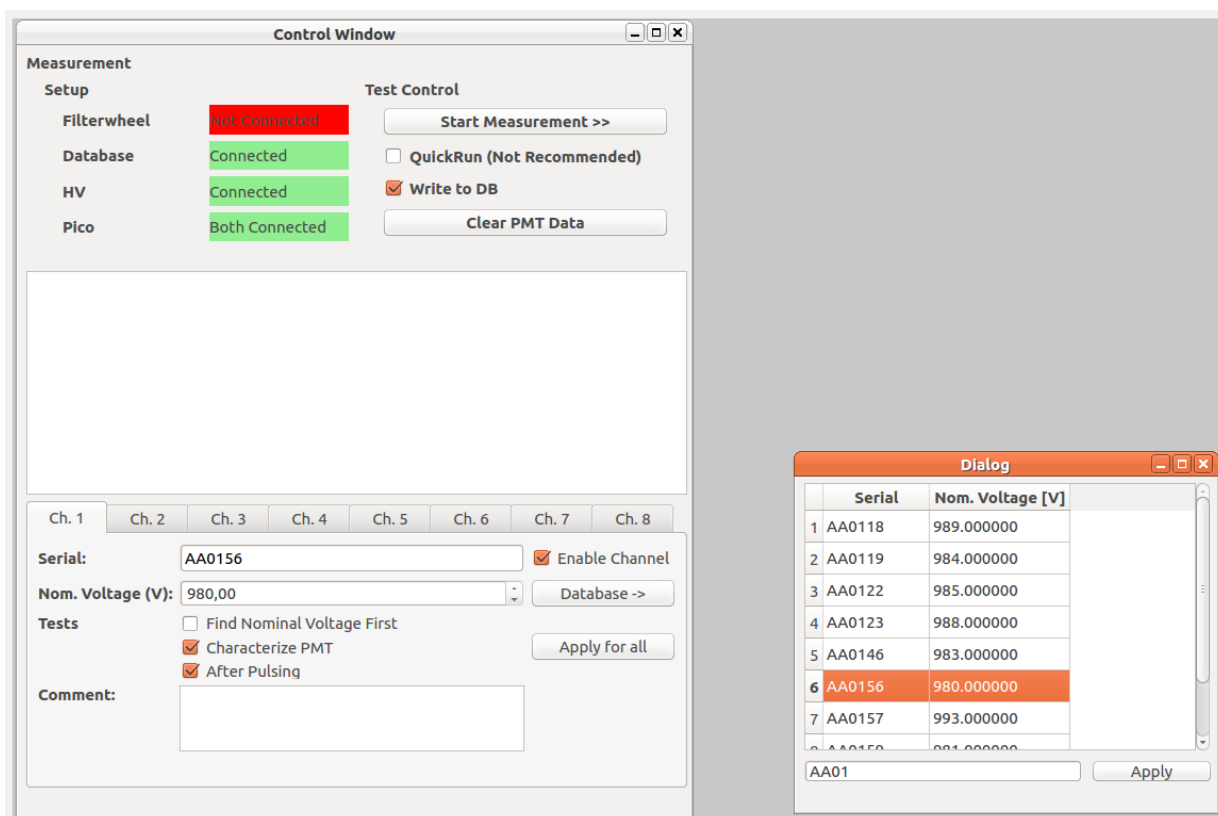 Control Window
Measurement
Setup
Test Control
Filterwheel
Not Connected
Start Measurement >>
Database
Connected
QuickRun (Not Recommended)
HV
Connected
Write to DB
Pico
Both Connected
Clear PMT Data
Ch. 1 Ch. 2 Ch. 3 Ch. 4 Ch. 5 Ch. 6 Ch. 7 Ch. 8
Serial:
AA0156
Enable Channel
Nom. Voltage (V):
980,00
Database ->
Tests
Find Nominal Voltage First
Characterize PMT
Apply for all
After Pulsing
Comment:
Dialog
Serial Nom. Voltage [V]
1 AA0118 989.000000
2 AA0119 984.000000
3 AA0122 985.000000
4 AA0123 988.000000
5 AA0146 983.000000
6 AA0156 980.000000
7 AA0157 993.000000
AA01
Apply